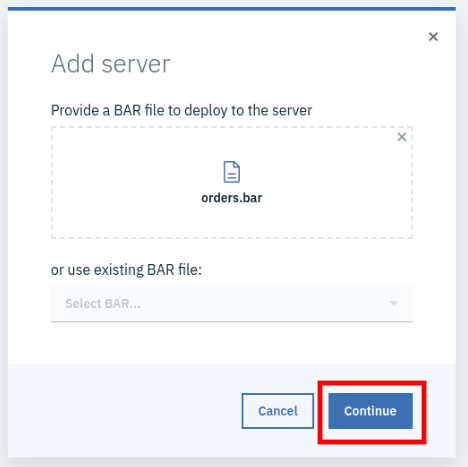 Add server
Provide a BAR file to deploy to the server
orders.bar
or use existing BAR file:
Select BAR...
Cancel
Continue